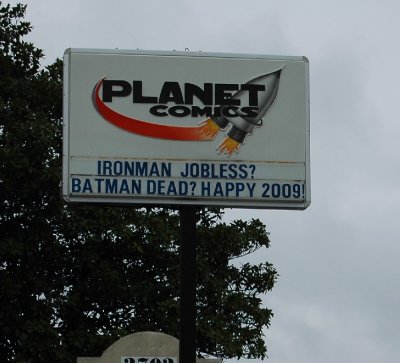 PLANET
COMICS
IRONMAN JOBLESS?
BATMAN DEAD? HAPPY 2009!